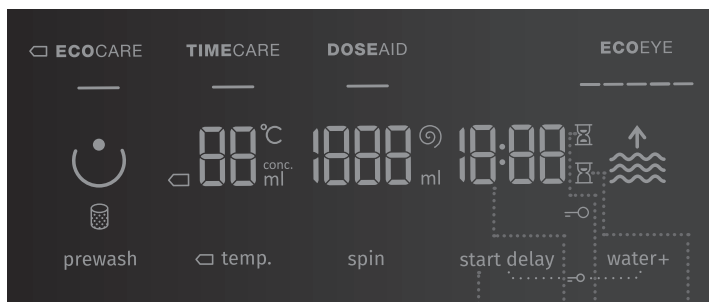 ECOCARE TIMECARE DOSEAID ECOEYE
88 °C 1888 18:88
conc.
ml ml
prewash temp. spin start delay water+